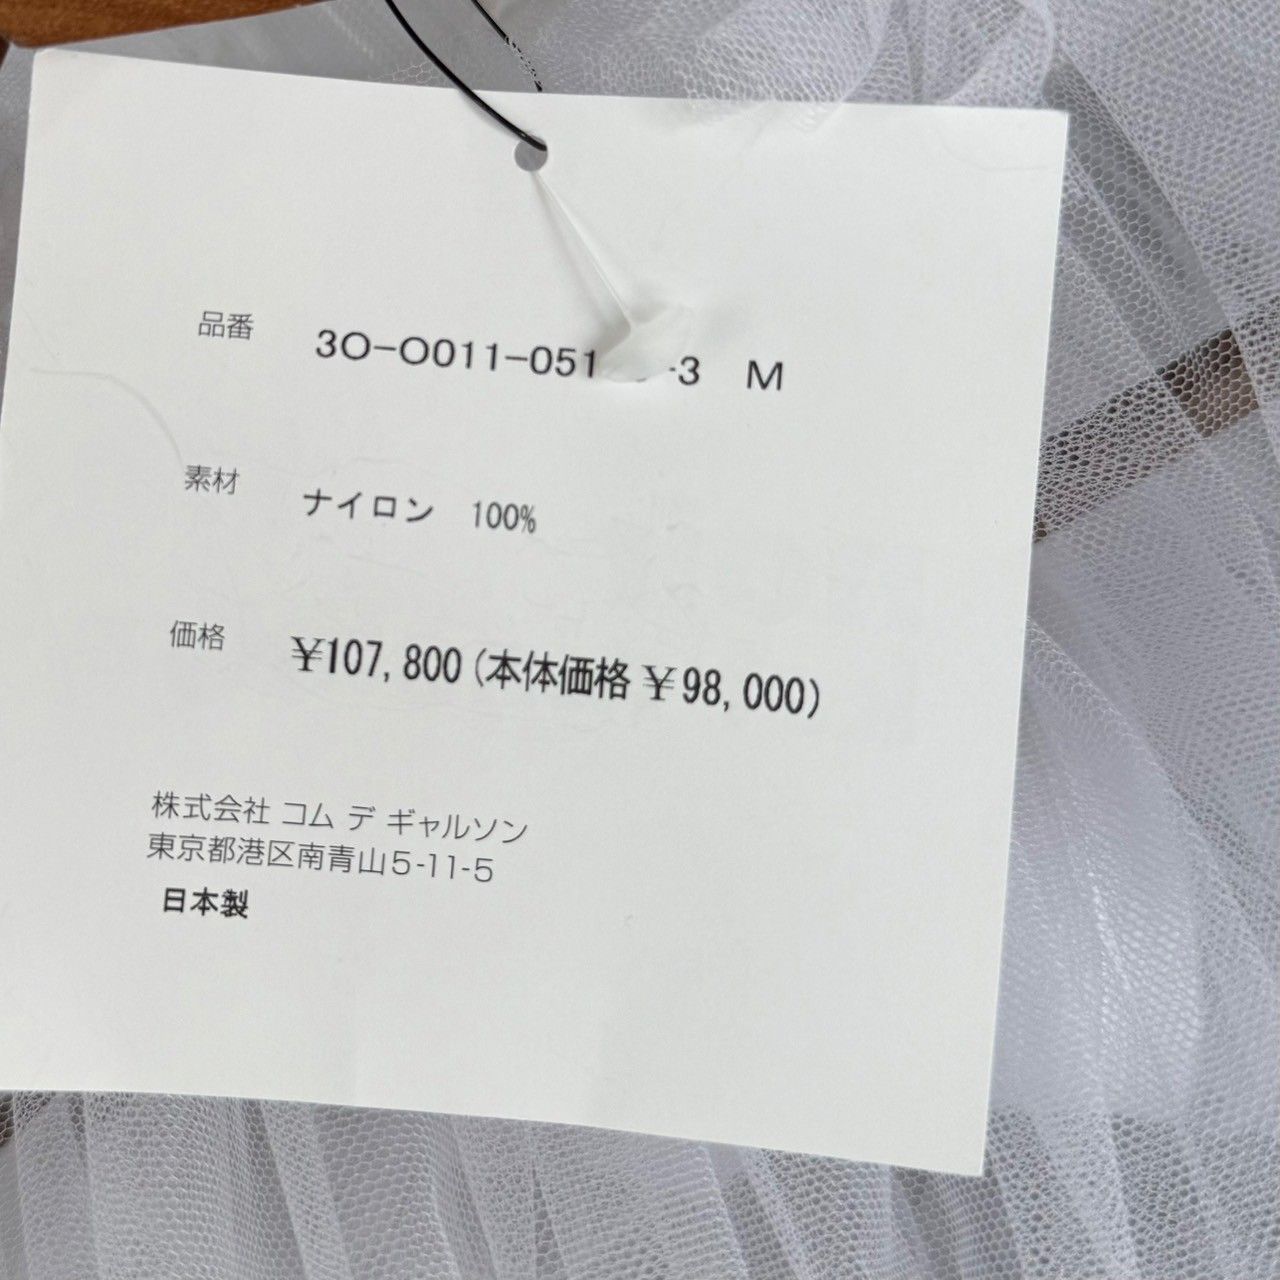 品番 3O-O011-051 -3 M
素材 ナイロン 100%
価格 ¥107,800(本体価格 ¥98,000)
株式会社 コム デ ギャルソン
東京都港区南青山5-11-5
日本製